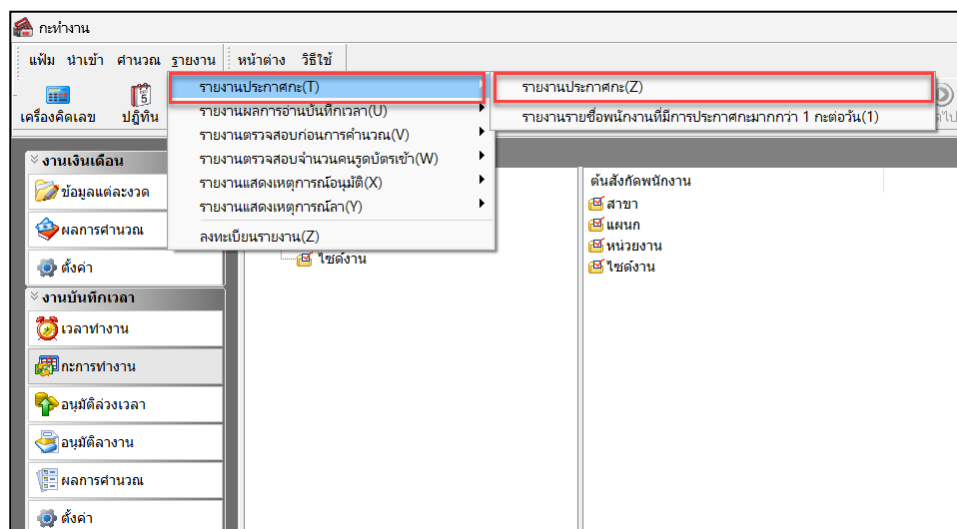 กะทำงาน
แฟ้ม นำเข้า คำนวณ รายงาน หน้าต่าง วิธีใช้
เครื่องคิดเลข ปฏิทิน
5
รายงานประกาศกะ(T)
รายงานผลการอ่านบันทึกเวลา(U)
รายงานตรวจสอบก่อนการคำนวณ(V)
รายงานตรวจสอบจำนวนคนรูดบัตรเข้า(W)
รายงานแสดงเหตุการณ์อนุมัติ(X)
รายงานแสดงเหตุการณ์ลา(Y)
ลงทะเบียนรายงาน(Z)
รายงานประกาศกะ(Z)
รายงานรายชื่อพนักงานที่มีการประกาศกะมากกว่า 1 กะต่อวัน(1)
งานเงินเดือน
ข้อมูลแต่ละงวด
ผลการคำนวณ
ตั้งค่า
งานบันทึกเวลา
เวลาทำงาน
กะการทำงาน
อนุมัติล่วงเวลา
อนุมัติลางาน
ผลการคำนวณ
ตั้งค่า
ไซด์งาน
ต้นสังกัดพนักงาน
สาขา
แผนก
หน่วยงาน
ไซด์งาน